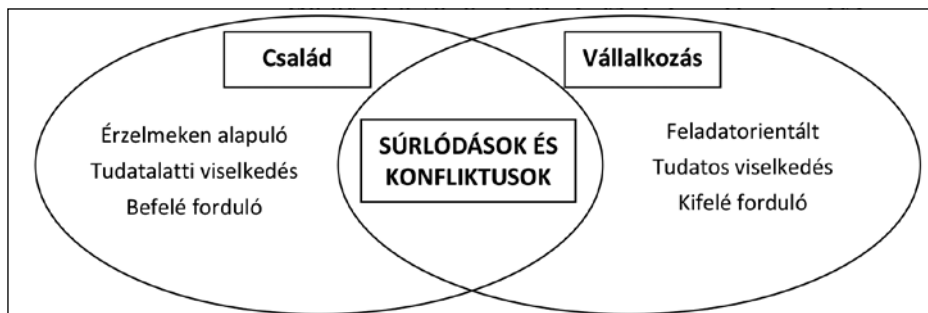 Család
Vállalkozás
Érzelmeken alapuló
Tudatalatti viselkedés
Befelé forduló
SÚRLÓDÁSOK ÉS
KONFLIKTUSOK
Feladatorientált
Tudatos viselkedés
Kifelé forduló